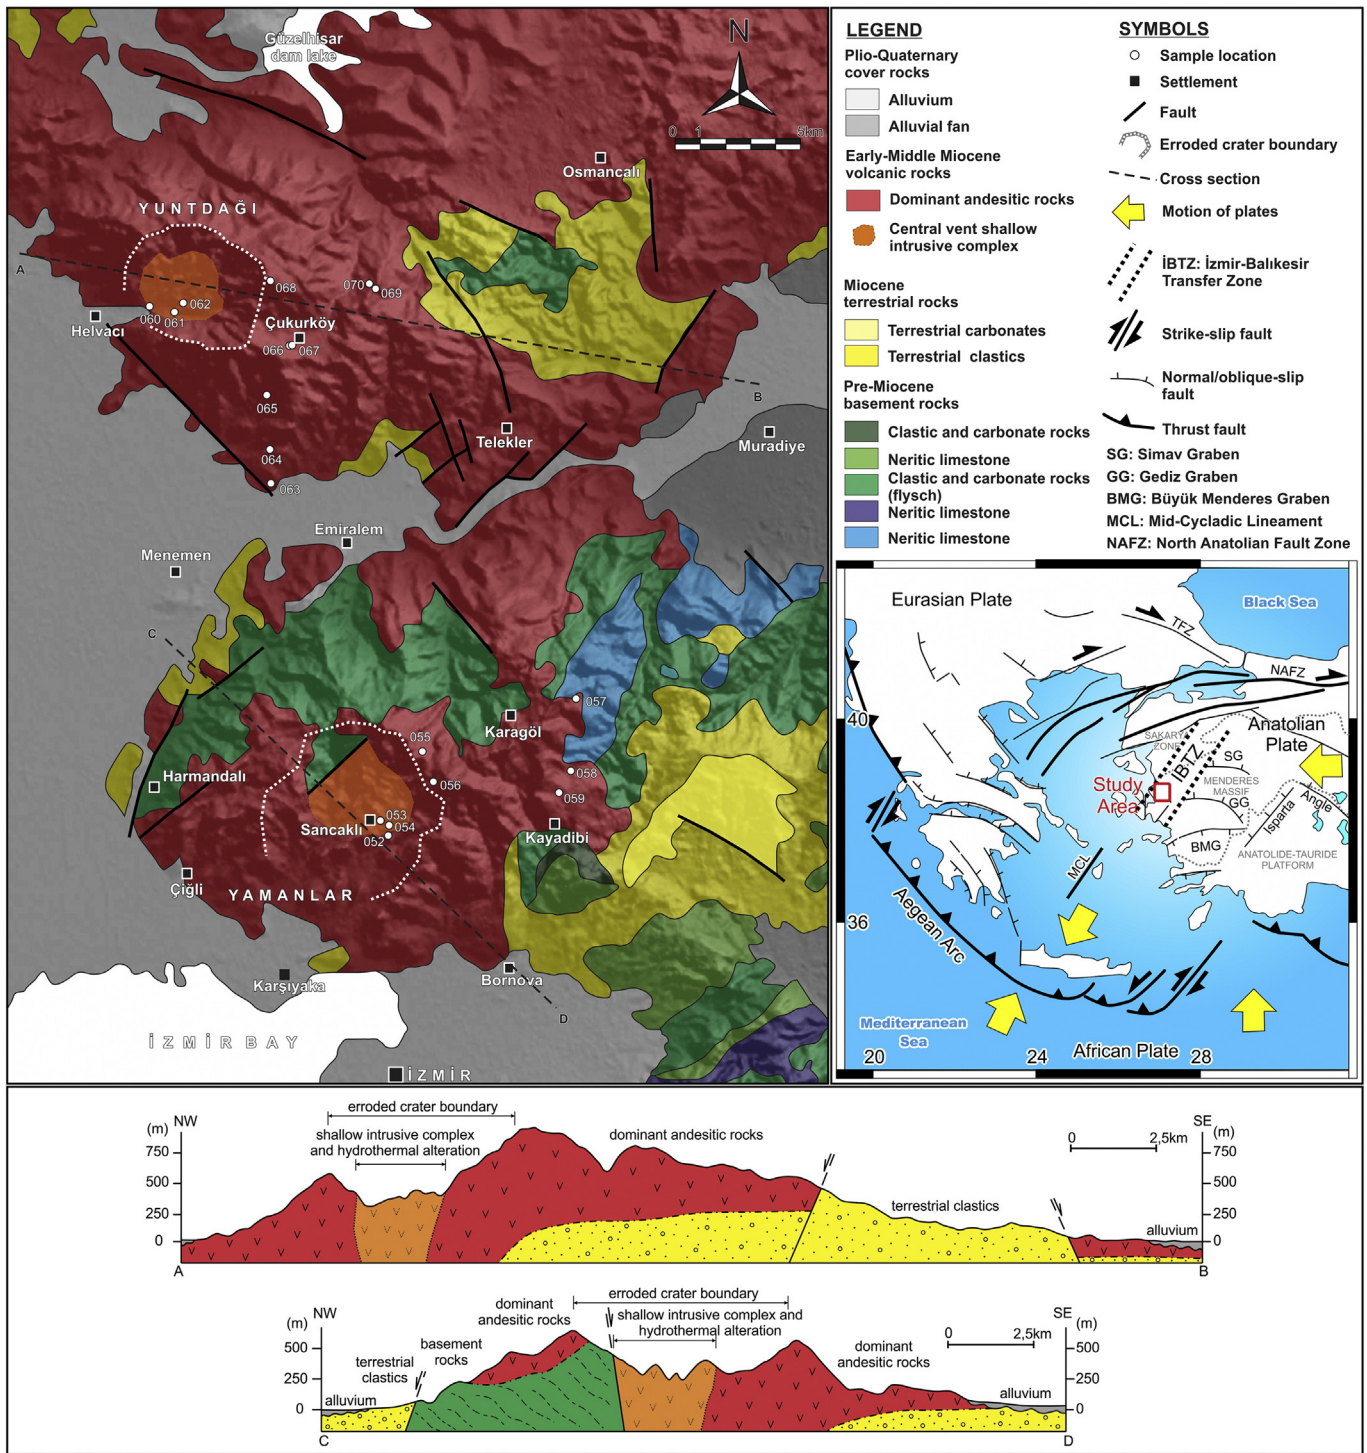 Güzelhisar
dam lake
N
0 1 5km
Osmancalı
YUNTDAĞI
A
068
070
069
062
060
061
Helvacı
Çukurköy
066
067
B
065
Telekler
Muradiye
064
063
Emiralem
Menemen
C
057
Karagöl
055
058
056
Harmandalı
059
053
Sancaklı
054
052
Kayadibi
Çiğli
YAMANLAR
Bornova
Karşıyaka
D
İZMİR BAY
İZMİR
LEGEND
Plio-Quaternary
cover rocks
Alluvium
Alluvial fan
Early-Middle Miocene
volcanic rocks
Dominant andesitic rocks
Central vent shallow
intrusive complex
Miocene
terrestrial rocks
Terrestrial carbonates
Terrestrial clastics
Pre-Miocene
basement rocks
Clastic and carbonate rocks
Neritic limestone
Clastic and carbonate rocks
(flysch)
Neritic limestone
Neritic limestone
SYMBOLS
Sample location
Settlement
Fault
Erroded crater boundary
Cross section
Motion of plates
İBTZ: İzmir-Balıkesir
Transfer Zone
Strike-slip fault
Normal/oblique-slip
fault
Thrust fault
SG: Simav Graben
GG: Gediz Graben
BMG: Büyük Menderes Graben
MCL: Mid-Cycladic Lineament
NAFZ: North Anatolian Fault Zone
Eurasian Plate
Black Sea
TFZ
NAFZ
40
SAKARYA
ZONE
Anatolian
Plate
İBTZ
SG
Study
Area
MENDERES
MASSIF
GG
Isparta
Angle
BMG
ANATOLIDE-TAURIDE
PLATFORM
MCL
Aegean Arc
36
Mediterranean
Sea
African Plate
20
24
28
NW
SE
(m)
(m)
erroded crater boundary
shallow intrusive complex
and hydrothermal alteration
dominant andesitic rocks
0 2,5km
750
750
500
500
terrestrial clastics
250
250
alluvium
0
0
A
B
NW
SE
(m)
(m)
erroded crater boundary
dominant
andesitic rocks
shallow intrusive complex and
hydrothermal alteration
0 2,5km
500
500
basement
rocks
dominant
andesitic rocks
terrestrial
clastics
250
250
alluvium
alluvium
0
0
C
D